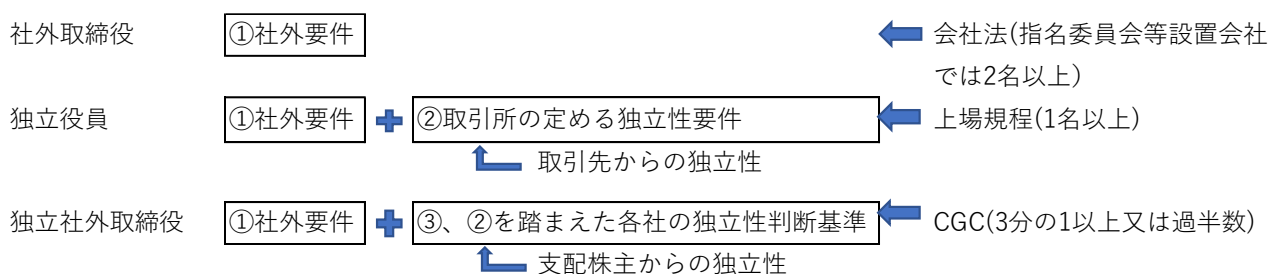 社外取締役 ①社外要件 会社法(指名委員会等設置会社
では2名以上)
独立役員 ①社外要件 ②取引所の定める独立性要件 上場規程(1名以上)
取引先からの独立性
独立社外取締役 ①社外要件 ③、②を踏まえた各社の独立性判断基準 CGC(3分の1以上又は過半数)
支配株主からの独立性